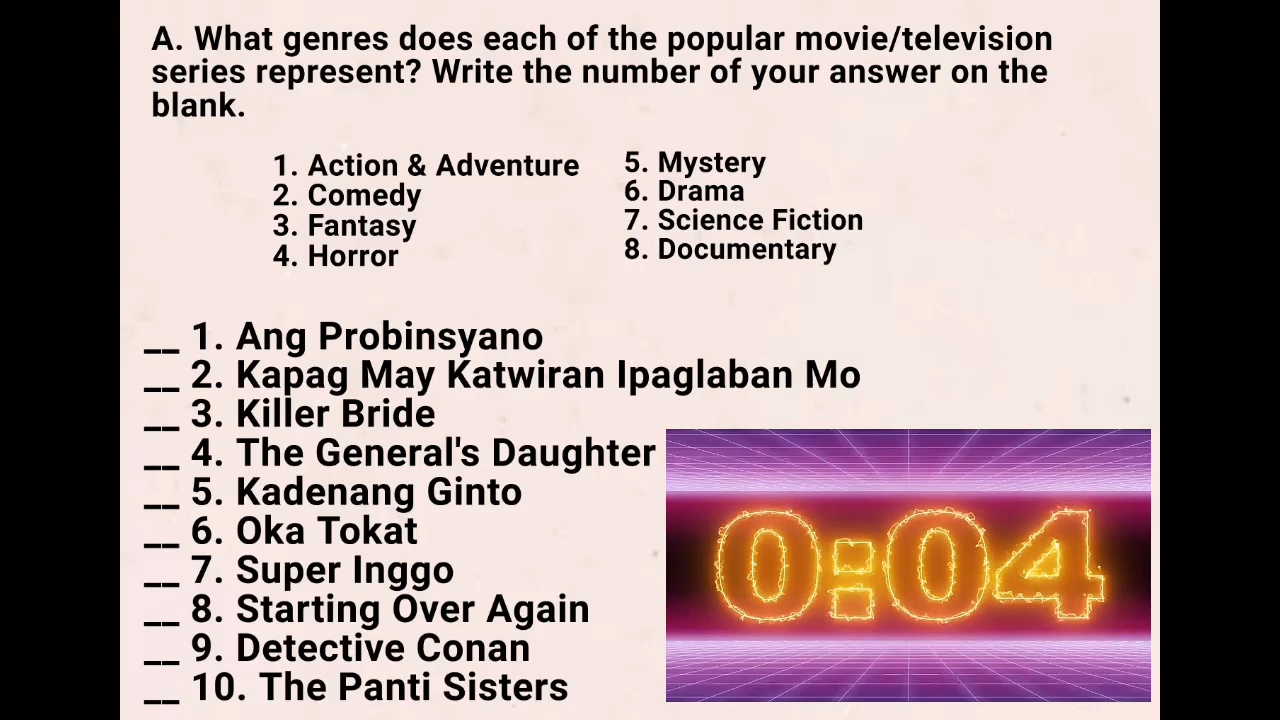 A. What genres does each of the popular movie/television
series represent? Write the number of your answer on the
blank.
1. Action & Adventure
2. Comedy
3. Fantasy
4. Horror
5. Mystery
6. Drama
7. Science Fiction
8. Documentary
__ 1. Ang Probinsyano
__ 2. Kapag May Katwiran Ipaglaban Mo
__ 3. Killer Bride
__ 4. The General's Daughter
__ 5. Kadenang Ginto
__ 6. Oka Tokat
__ 7. Super Inggo
__ 8. Starting Over Again
__ 9. Detective Conan
__ 10. The Panti Sisters
0:04